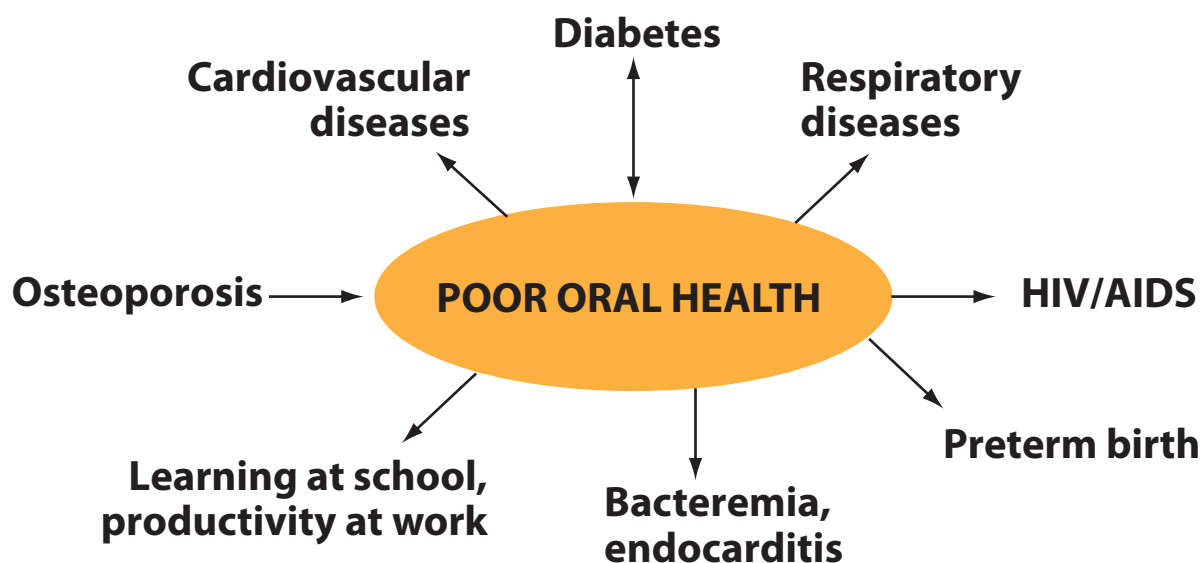 Diabetes
Cardiovascular
diseases
Respiratory
diseases
Osteoporosis
POOR ORAL HEALTH
HIV/AIDS
Preterm birth
Learning at school,
productivity at work
Bacteremia,
endocarditis